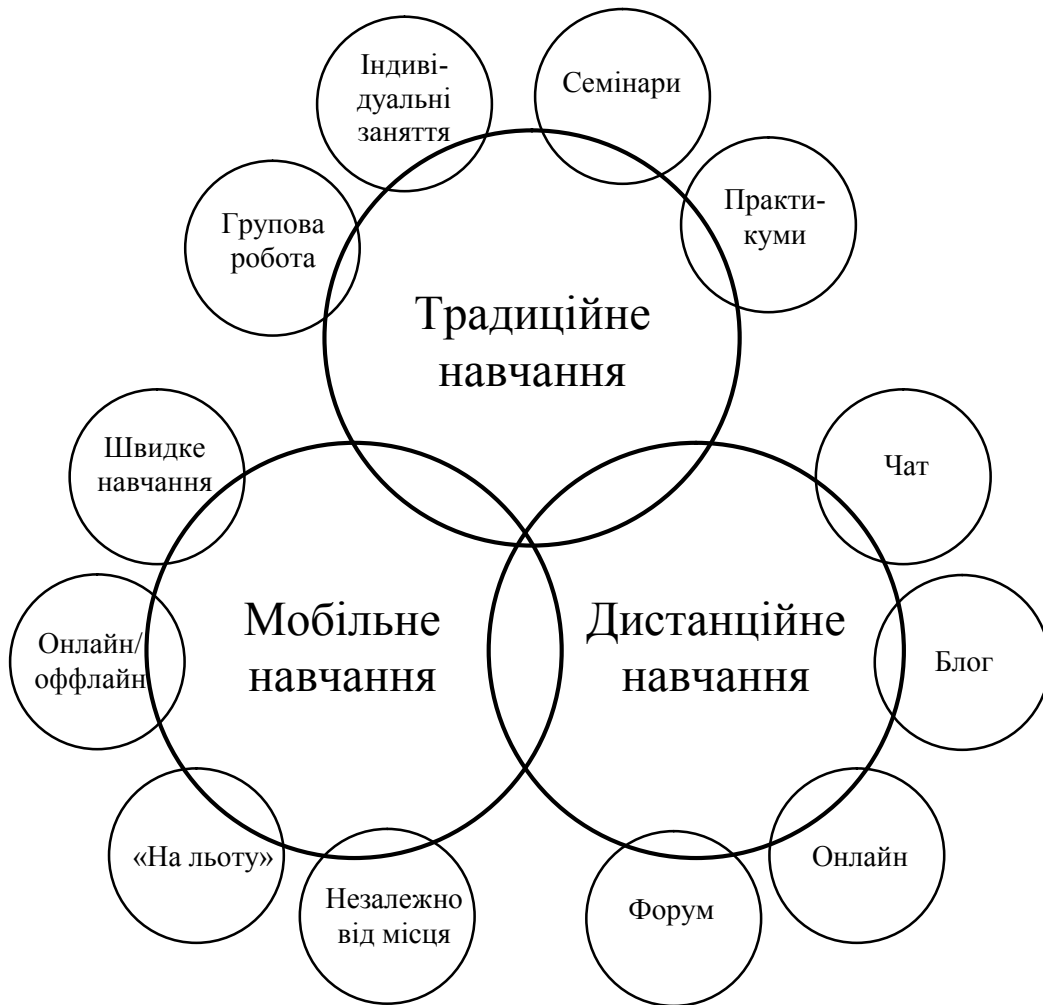 Індиві-
дуальні
заняття
Семінари
Групова
робота
Практи-
куми
Традиційне
навчання
Швидке
навчання
Чат
Мобільне
навчання
Дистанційне
навчання
Онлайн/
оффлайн
Блог
«На льоту»
Незалежно
від місця
Форум
Онлайн